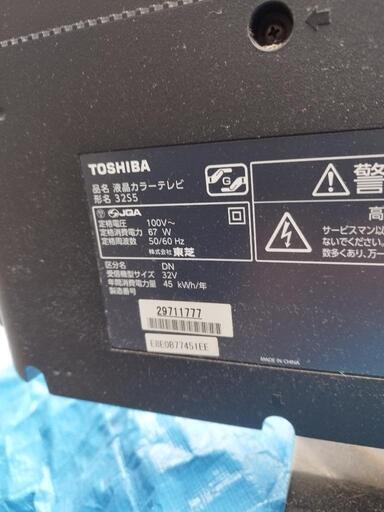 TOSHIBA
品名 液晶カラーテレビ
形名 32S5
JQA
定格電圧 100V~
定格消費電力 67 W
定格周波数 50/60 Hz
株式会社 東芝
区分名 DN
受信機型サイズ 32V
年間消費電力量 45 kWh/年
製造番号
29711777
E8E0B77451EE
MADE IN CHINA
G
警
高
サービスマン以
ないでください
数多くあり、万一